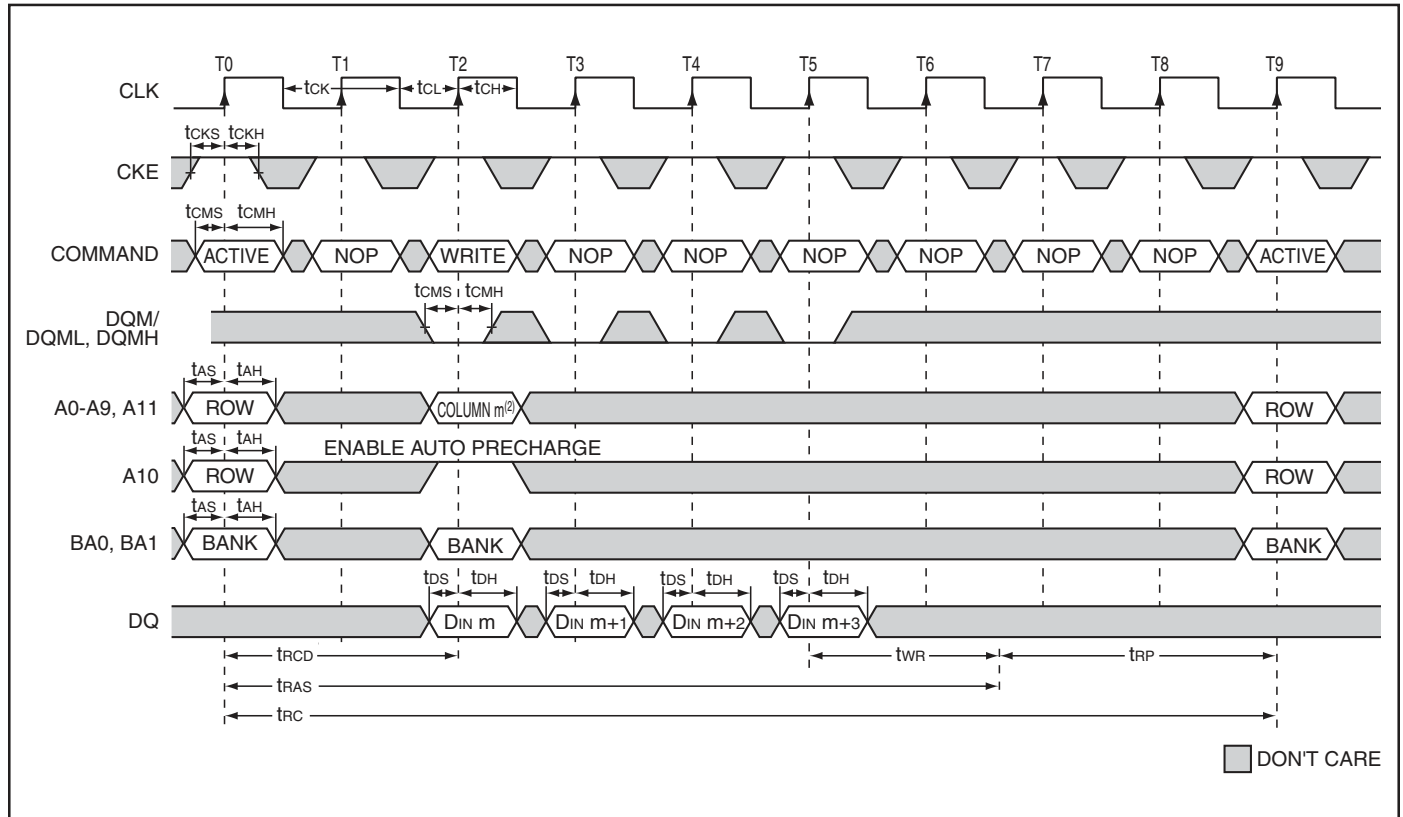 T0 T1 T2 T3 T4 T5 T6 T7 T8 T9
CLK tCK tCL tCH
tCKS tCKH
CKE
tCMS tCMH
COMMAND ACTIVE NOP WRITE NOP NOP NOP NOP NOP NOP ACTIVE
tCMS tCMH
DQM/
DQML, DQMH
tAS tAH
A0-A9, A11 ROW COLUMN m(2) ROW
tAS tAH ENABLE AUTO PRECHARGE
A10 ROW ROW
tAS tAH
BA0, BA1 BANK BANK BANK
tDS tDH tDS tDH tDS tDH tDS tDH
DQ DIN m DIN m+1 DIN m+2 DIN m+3
tRCD tWR tRP
tRAS
tRC
DON'T CARE